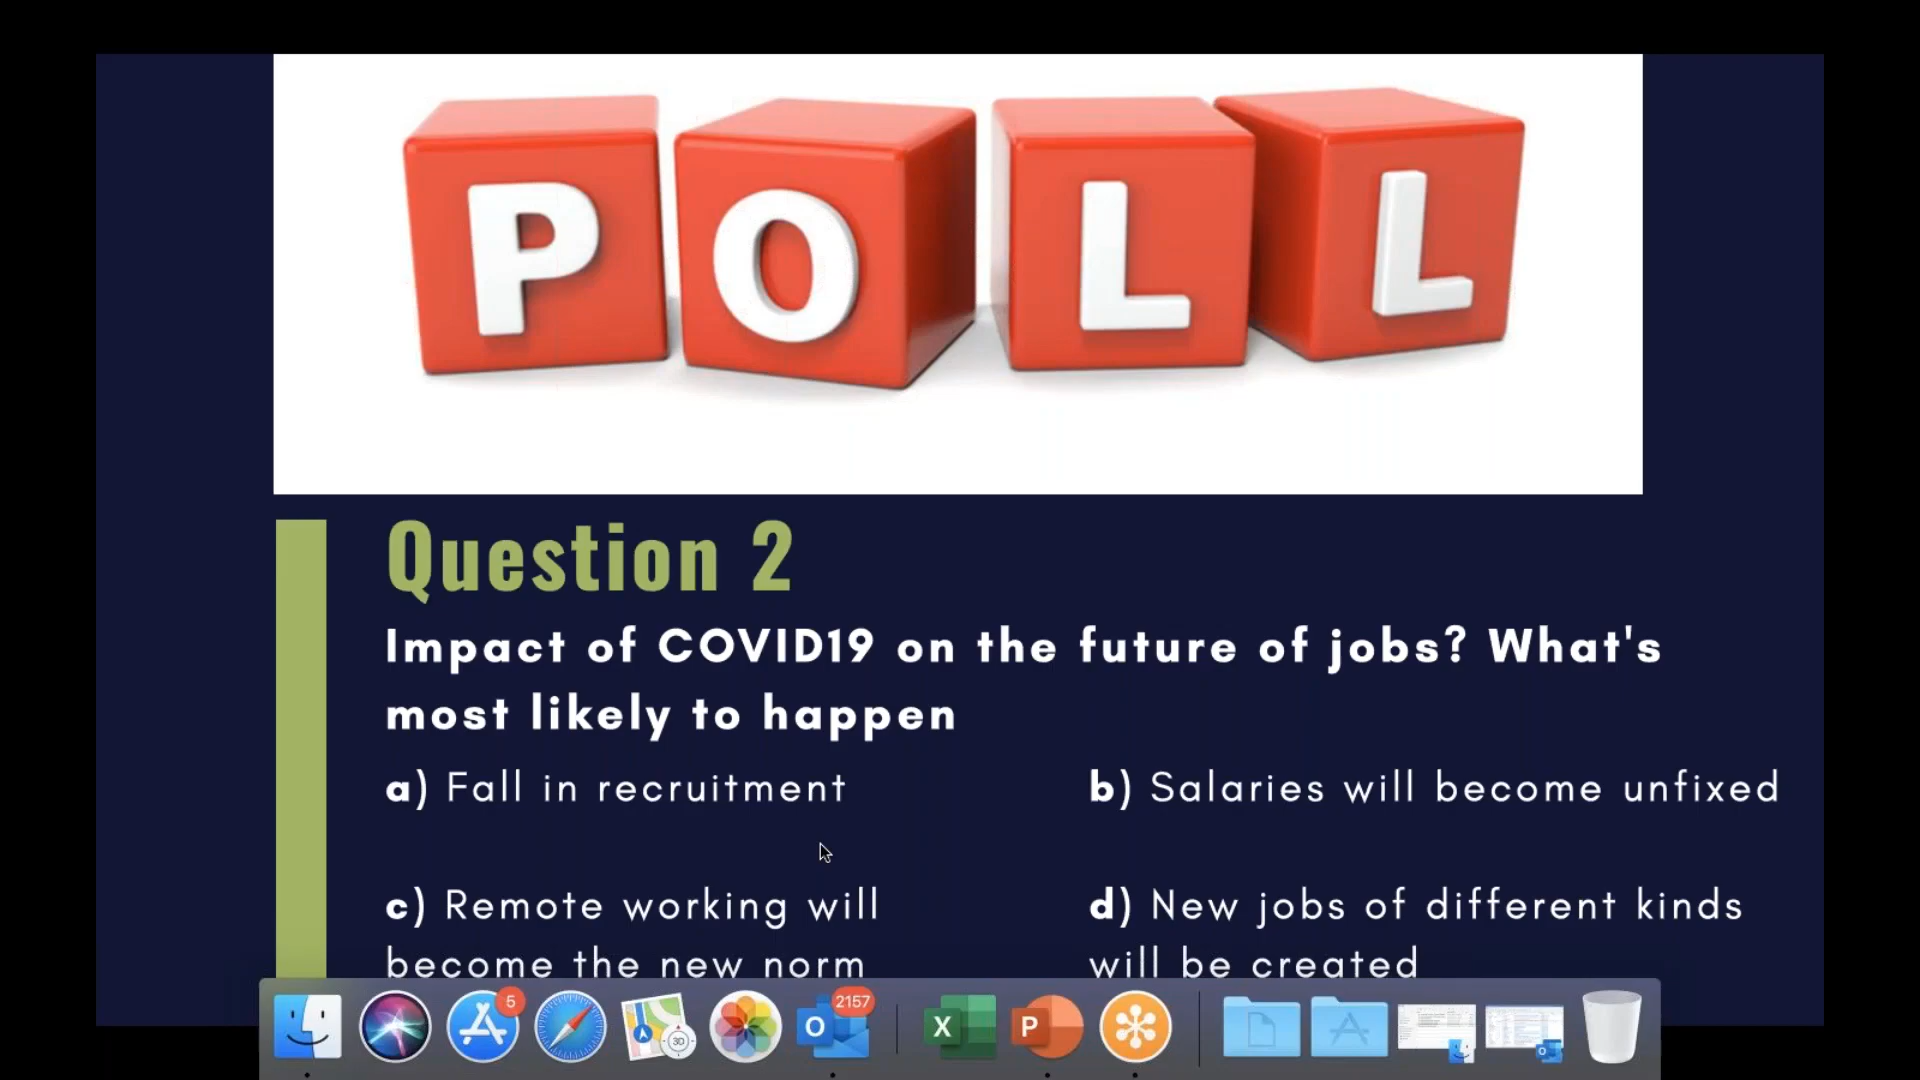 POLL
Question 2
Impact of COVID19 on the future of jobs? What's
most likely to happen
a) Fall in recruitment
b) Salaries will become unfixed
c) Remote working will
become the new norm
d) New jobs of different kinds
will be created
5
3D
O
2157
X
P